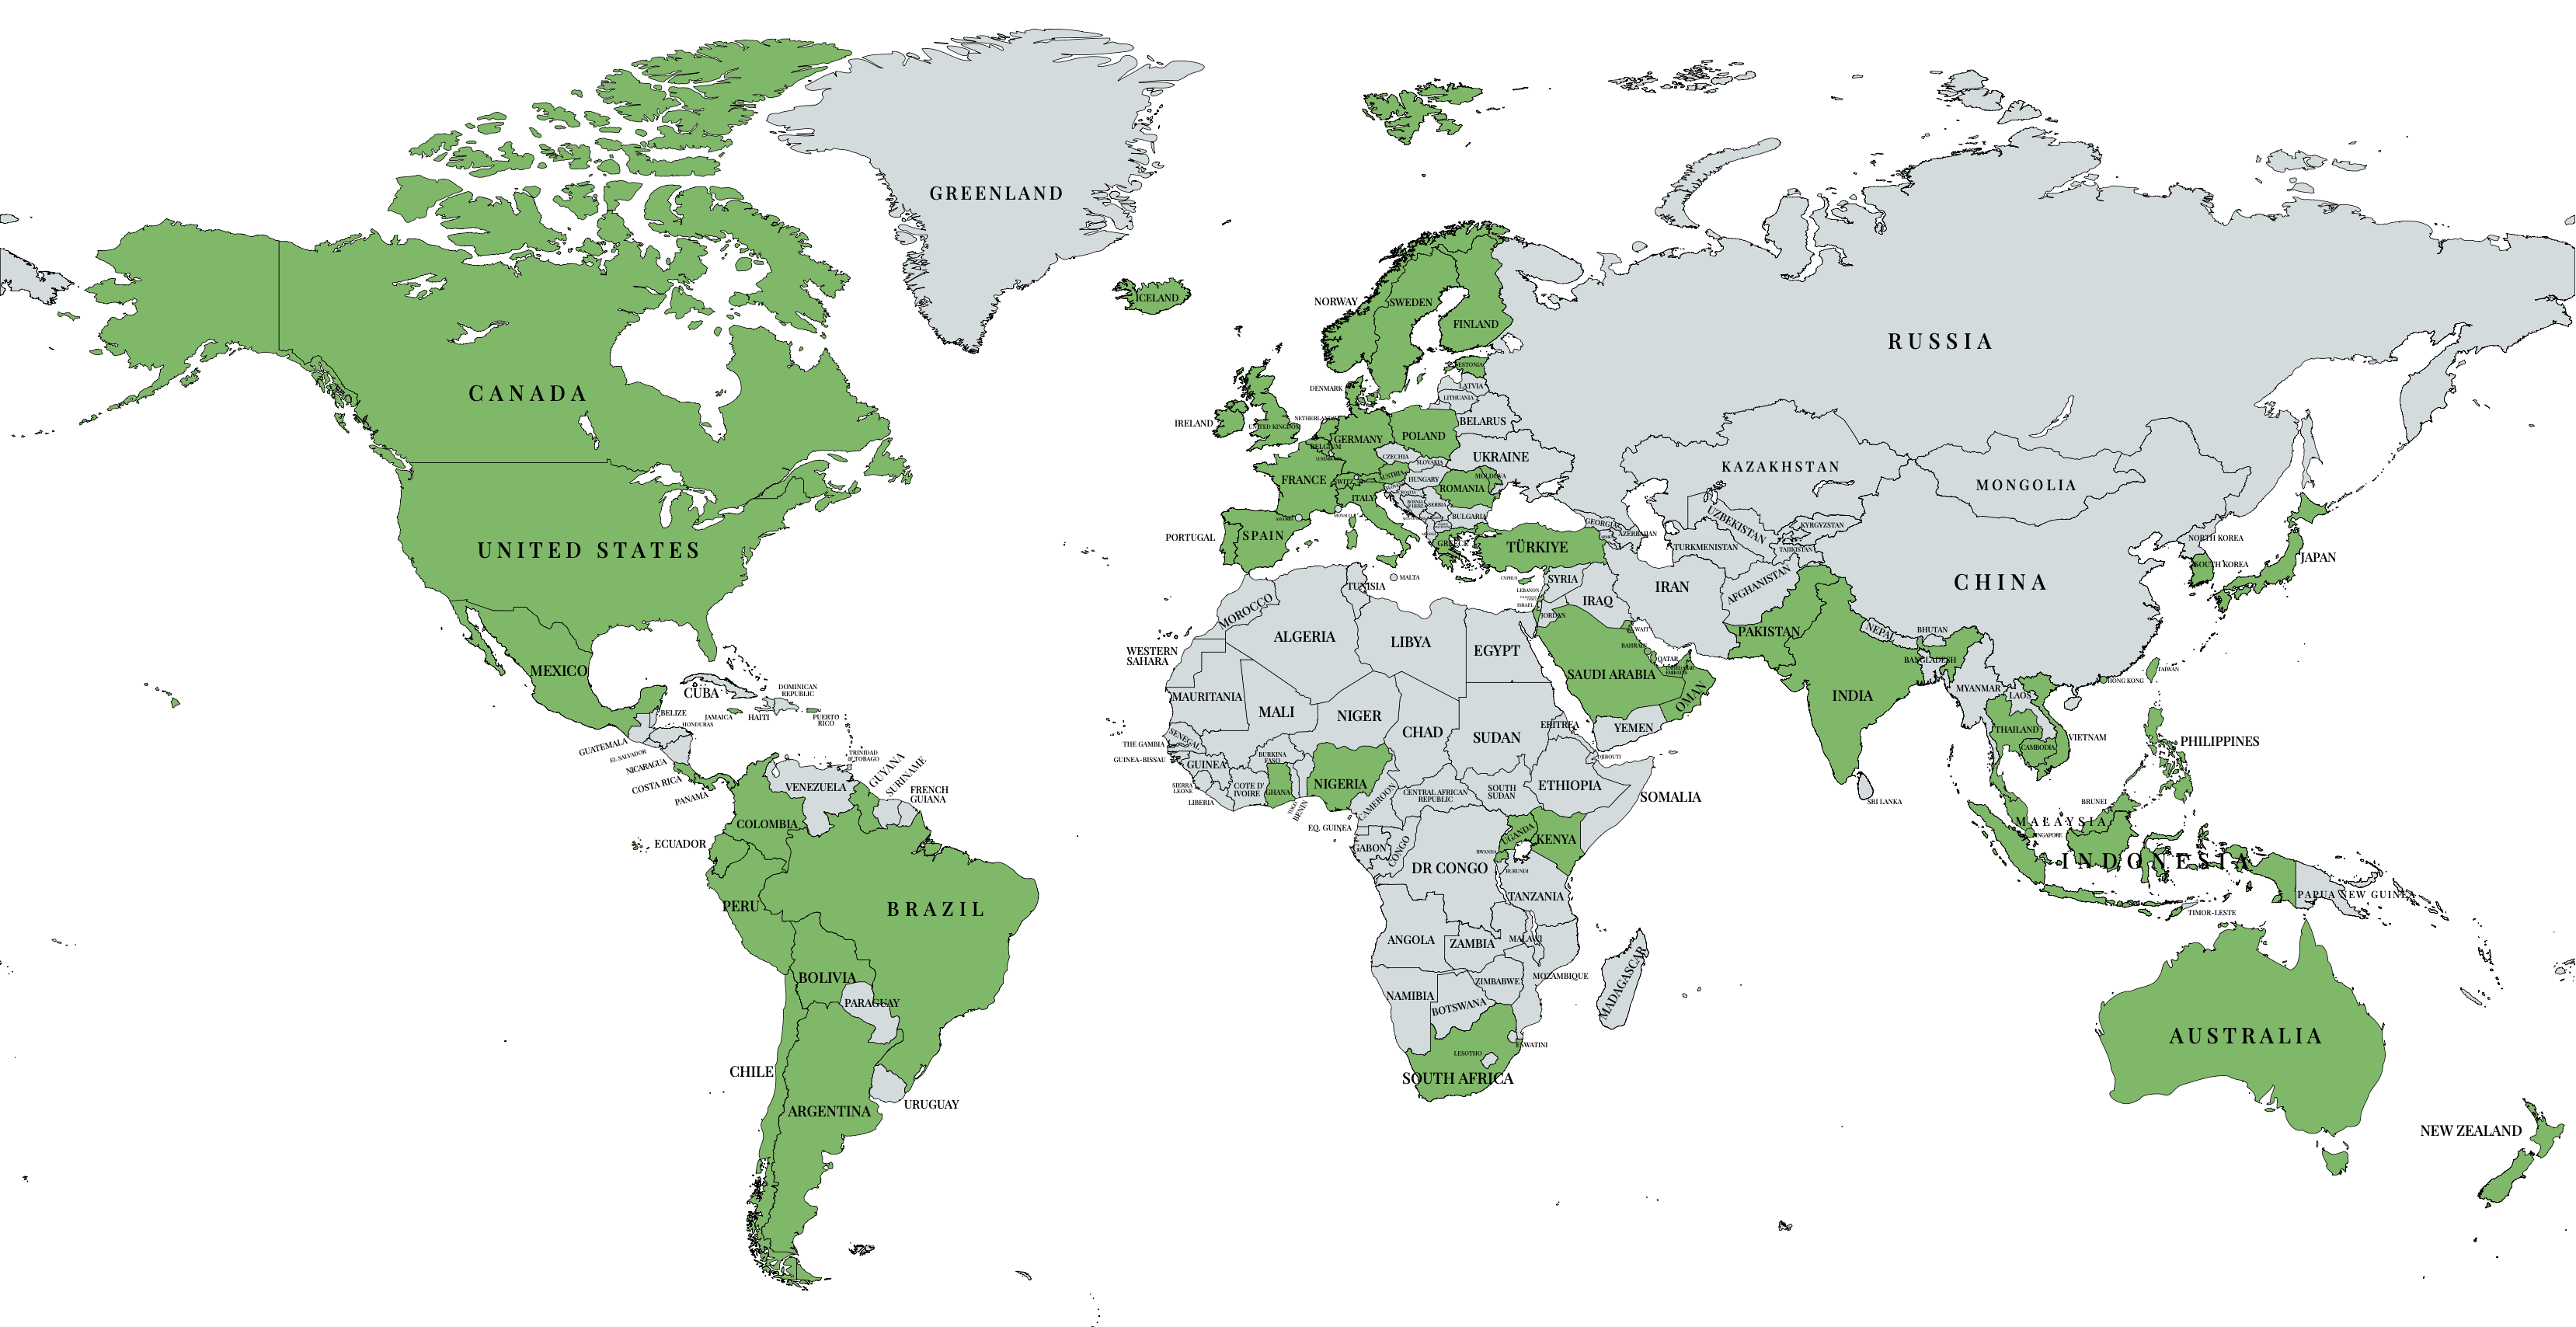 GREENLAND
ICELAND
NORWAY
SWEDEN
FINLAND
RUSSIA
CANADA
ESTONIA
LATVIA
LITHUANIA
DENMARK
IRELAND
UNITED KINGDOM
BELARUS
GERMANY
POLAND
BELGIUM
CZECHIA
SLOVAKIA
UKRAINE
KAZAKHSTAN
MONGOLIA
FRANCE
AUSTRIA
HUNGARY
MOLDOVA
ROMANIA
ITALY
SERBIA
BULGARIA
UNITED STATES
PORTUGAL
SPAIN
GREECE
TÜRKIYE
GEORGIA
AZERBAIJAN
UZBEKISTAN
KYRGYZSTAN
TURKMENISTAN
TAJIKISTAN
NORTH KOREA
SOUTH KOREA
JAPAN
CHINA
TUNISIA
MALTA
CYPRUS
LEBANON
SYRIA
ISRAEL
JORDAN
IRAQ
IRAN
AFGHANISTAN
MOROCCO
ALGERIA
LIBYA
EGYPT
PAKISTAN
NEPAL
BHUTAN
BANGLADESH
WESTERN
SAHARA
BAHRAIN
QATAR
SAUDI ARABIA
OMAN
INDIA
MYANMAR
LAOS
HONG KONG
TAIWAN
MEXICO
CUBA
DOMINICAN
REPUBLIC
BELIZE
HONDURAS
JAMAICA
HAITI
PUERTO
RICO
GUATEMALA
EL SALVADOR
NICARAGUA
COSTA RICA
PANAMA
TRINIDAD
& TOBAGO
VENEZUELA
GUYANA
SURINAME
FRENCH
GUIANA
MAURITANIA
MALI
NIGER
CHAD
SUDAN
ERITREA
YEMEN
SENEGAL
THE GAMBIA
GUINEA-BISSAU
GUINEA
BURKINA
FASO
SIERRA
LEONE
LIBERIA
COTE D'
IVOIRE
GHANA
BENIN
NIGERIA
CAMEROON
CENTRAL AFRICAN
REPUBLIC
SOUTH
SUDAN
ETHIOPIA
DJIBOUTI
SOMALIA
THAILAND
CAMBODIA
VIETNAM
PHILIPPINES
SRI LANKA
BRUNEI
MALAYSIA
SINGAPORE
INDONESIA
PAPUA NEW GUINEA
TIMOR-LESTE
COLOMBIA
ECUADOR
EQ. GUINEA
GABON
CONGO
DR CONGO
UGANDA
KENYA
RWANDA
BURUNDI
TANZANIA
PERU
BRAZIL
BOLIVIA
PARAGUAY
ANGOLA
ZAMBIA
MALAWI
MOZAMBIQUE
ZIMBABWE
NAMIBIA
BOTSWANA
MADAGASCAR
ESWATINI
LESOTHO
SOUTH AFRICA
CHILE
ARGENTINA
URUGUAY
AUSTRALIA
NEW ZEALAND